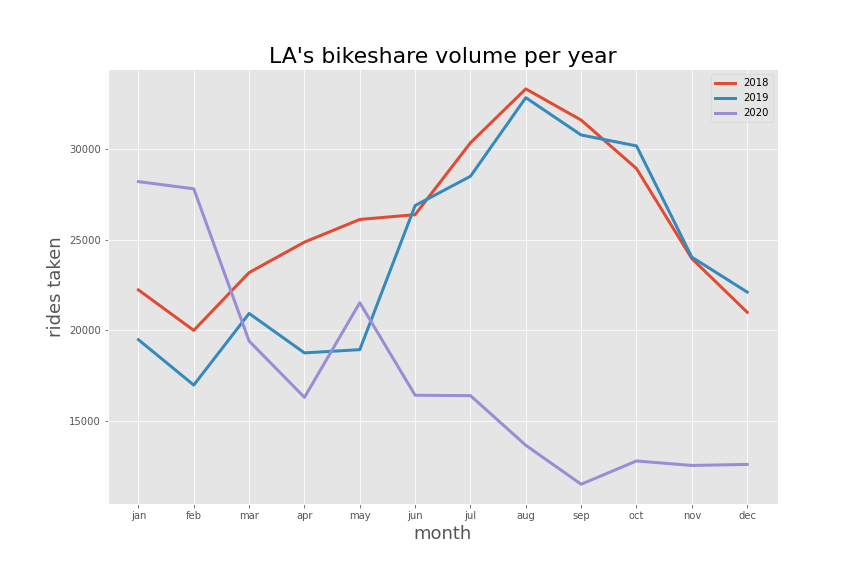 LA's bikeshare volume per year
2018
2019
2020
30000
25000
20000
15000
rides taken
jan feb mar apr may jun jul aug sep oct nov dec
month